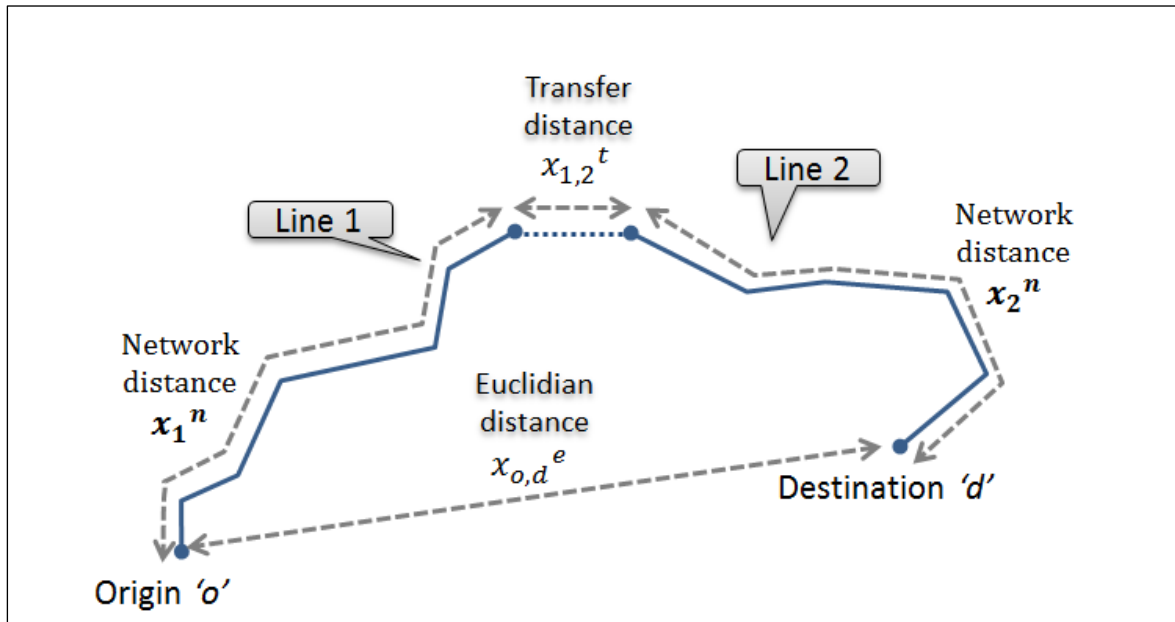 Transfer
distance
x₁,₂ᵗ
Line 2
Line 1
Network
distance
x₂ⁿ
Network
distance
x₁ⁿ
Euclidian
distance
xₒ,dᵉ
Destination ‘d’
Origin ‘o’